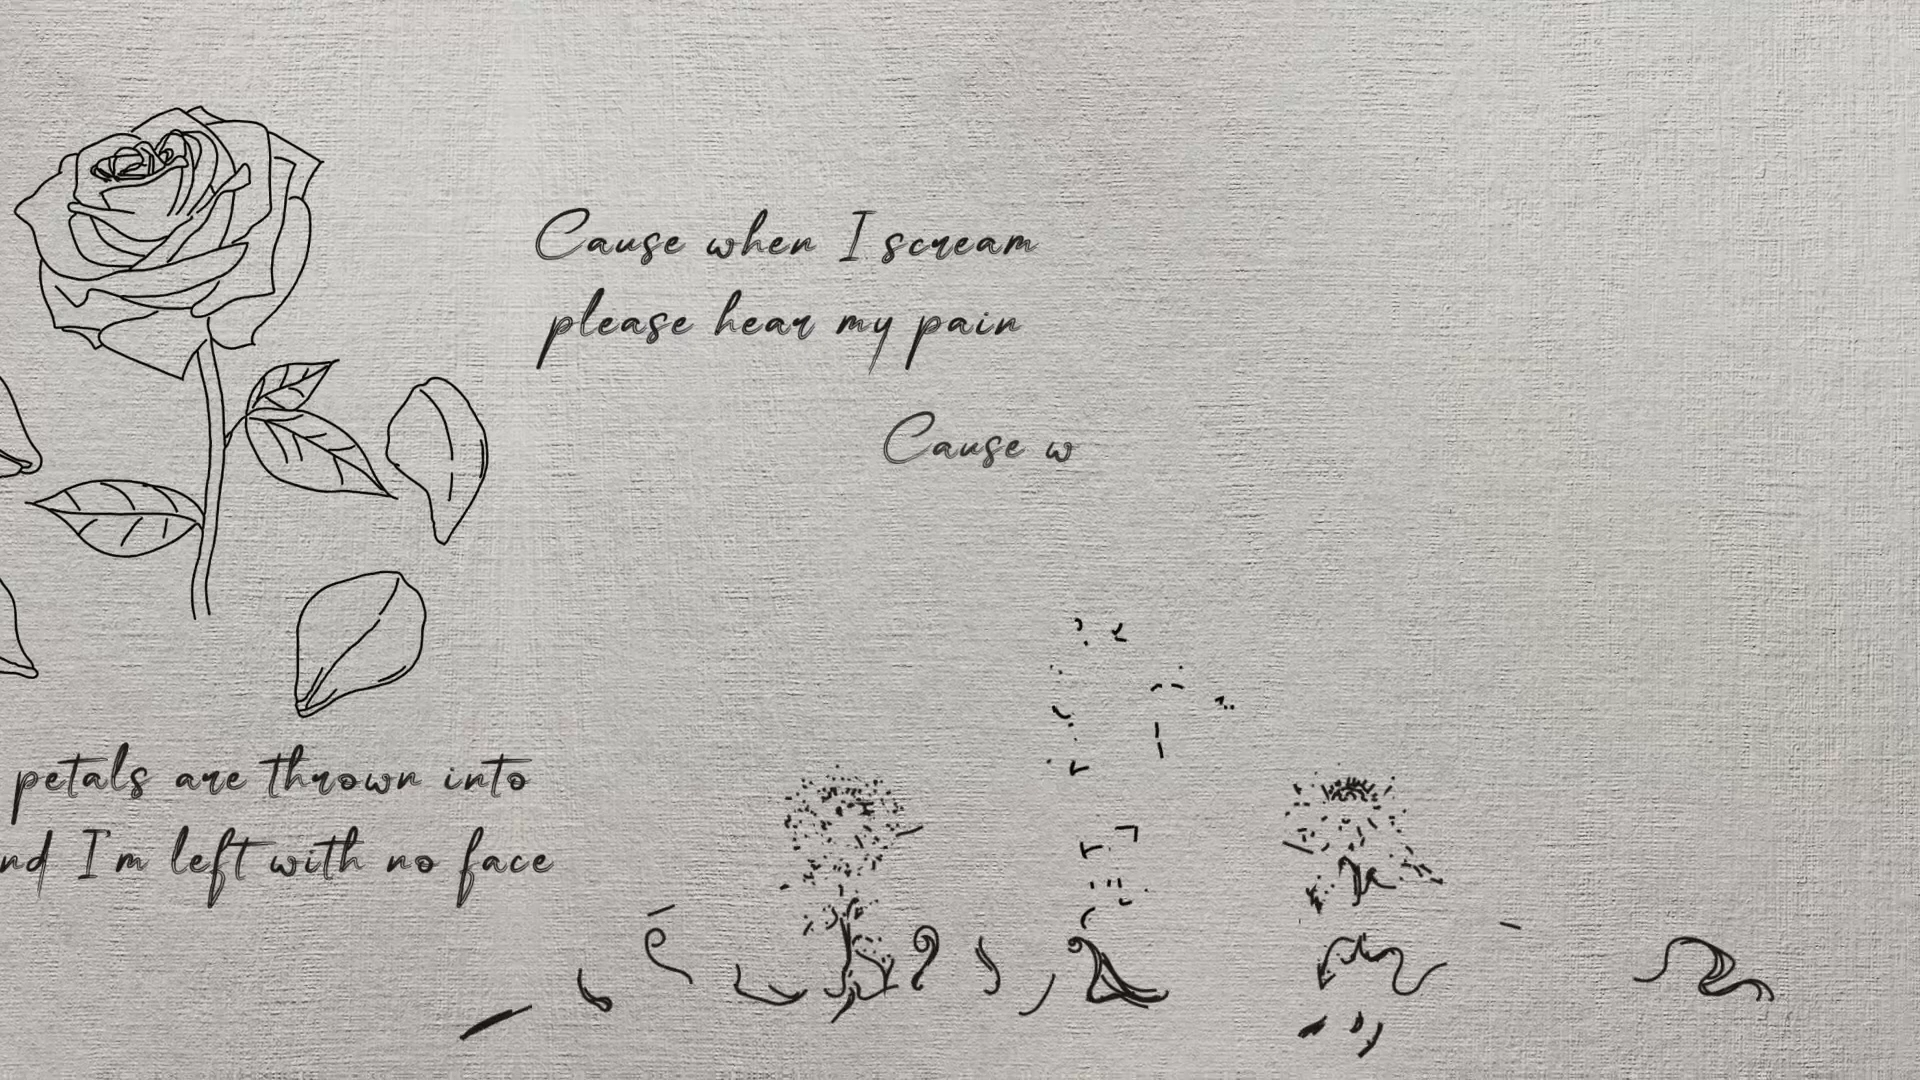 Cause when I scream
please hear my pain
Cause w
petals are thrown into
nd I'm left with no face